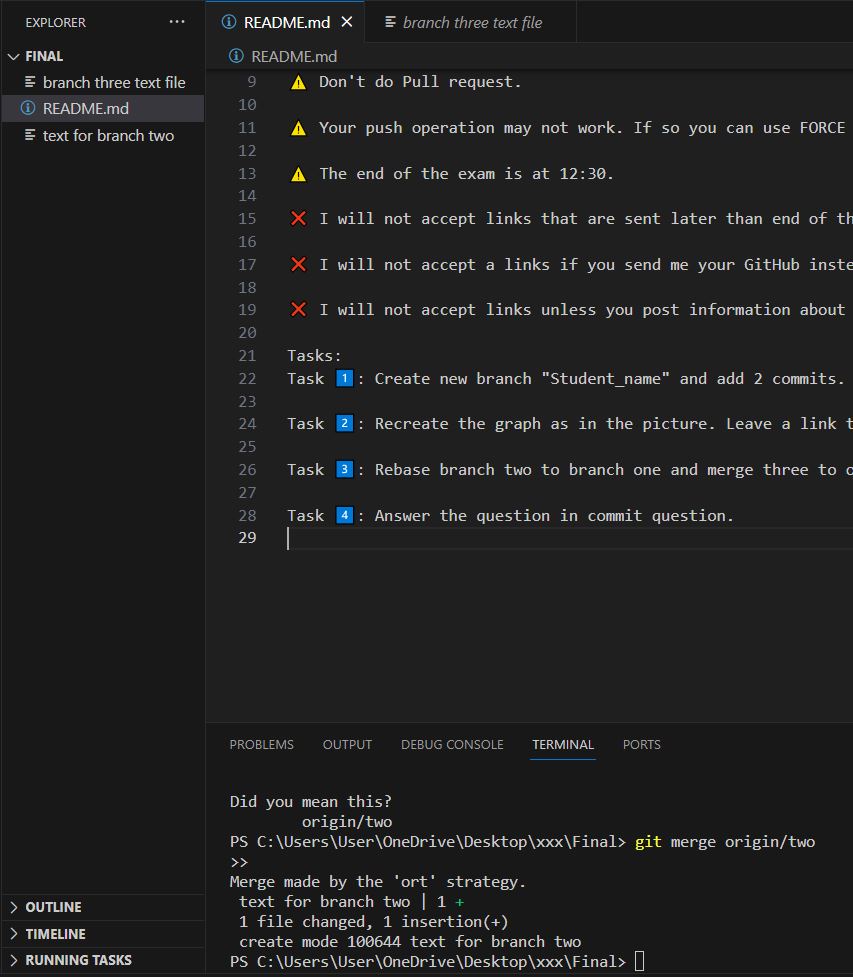 EXPLORER ...
FINAL
branch three text file
README.md
text for branch two
OUTLINE
TIMELINE
RUNNING TASKS
README.md
branch three text file
README.md
9 ⚠️ Don't do Pull request.
10
11 ⚠️ Your push operation may not work. If so you can use FORCE
12
13 ⚠️ The end of the exam is at 12:30.
14
15 ❌ I will not accept links that are sent later than end of th
16
17 ❌ I will not accept a links if you send me your GitHub inste
18
19 ❌ I will not accept links unless you post information about
20
21 Tasks:
22 Task 1️⃣: Create new branch "Student_name" and add 2 commits.
23
24 Task 2️⃣: Recreate the graph as in the picture. Leave a link t
25
26 Task 3️⃣: Rebase branch two to branch one and merge three to o
27
28 Task 4️⃣: Answer the question in commit question.
29
PROBLEMS OUTPUT DEBUG CONSOLE TERMINAL PORTS
Did you mean this?
origin/two
PS C:\Users\User\OneDrive\Desktop\xxx\Final> git merge origin/two
>>
Merge made by the 'ort' strategy.
text for branch two | 1 +
1 file changed, 1 insertion(+)
create mode 100644 text for branch two
PS C:\Users\User\OneDrive\Desktop\xxx\Final>